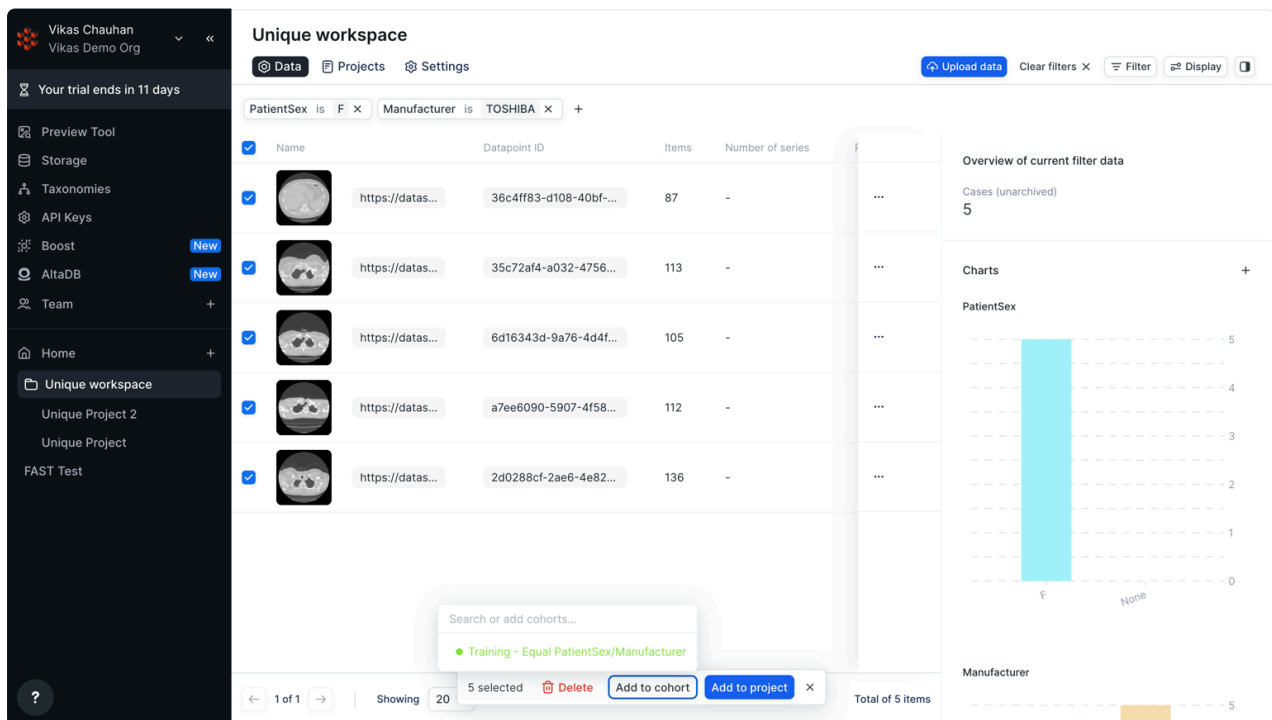 Vikas Chauhan
Vikas Demo Org
Your trial ends in 11 days
Preview Tool
Storage
Taxonomies
API Keys
Boost New
AltaDB New
Team
Home
Unique workspace
Unique Project 2
Unique Project
FAST Test
?
Unique workspace
Data Projects Settings
Upload data Clear filters Filter Display
PatientSex is F Manufacturer is TOSHIBA
Name Datapoint ID Items Number of series
https://datas... 36c4ff83-d108-40bf-... 87 - ...
https://datas... 35c72af4-a032-4756... 113 - ...
https://datas... 6d16343d-9a76-4d4f... 105 - ...
https://datas... a7ee6090-5907-4f58... 112 - ...
https://datas... 2d0288cf-2ae6-4e82... 136 - ...
Search or add cohorts...
Training - Equal PatientSex/Manufacturer
1 of 1 Showing 20 5 selected Delete Add to cohort Add to project Total of 5 items
Overview of current filter data
Cases (unarchived)
5
Charts
PatientSex
5
4
3
2
1
0
F None
Manufacturer
5